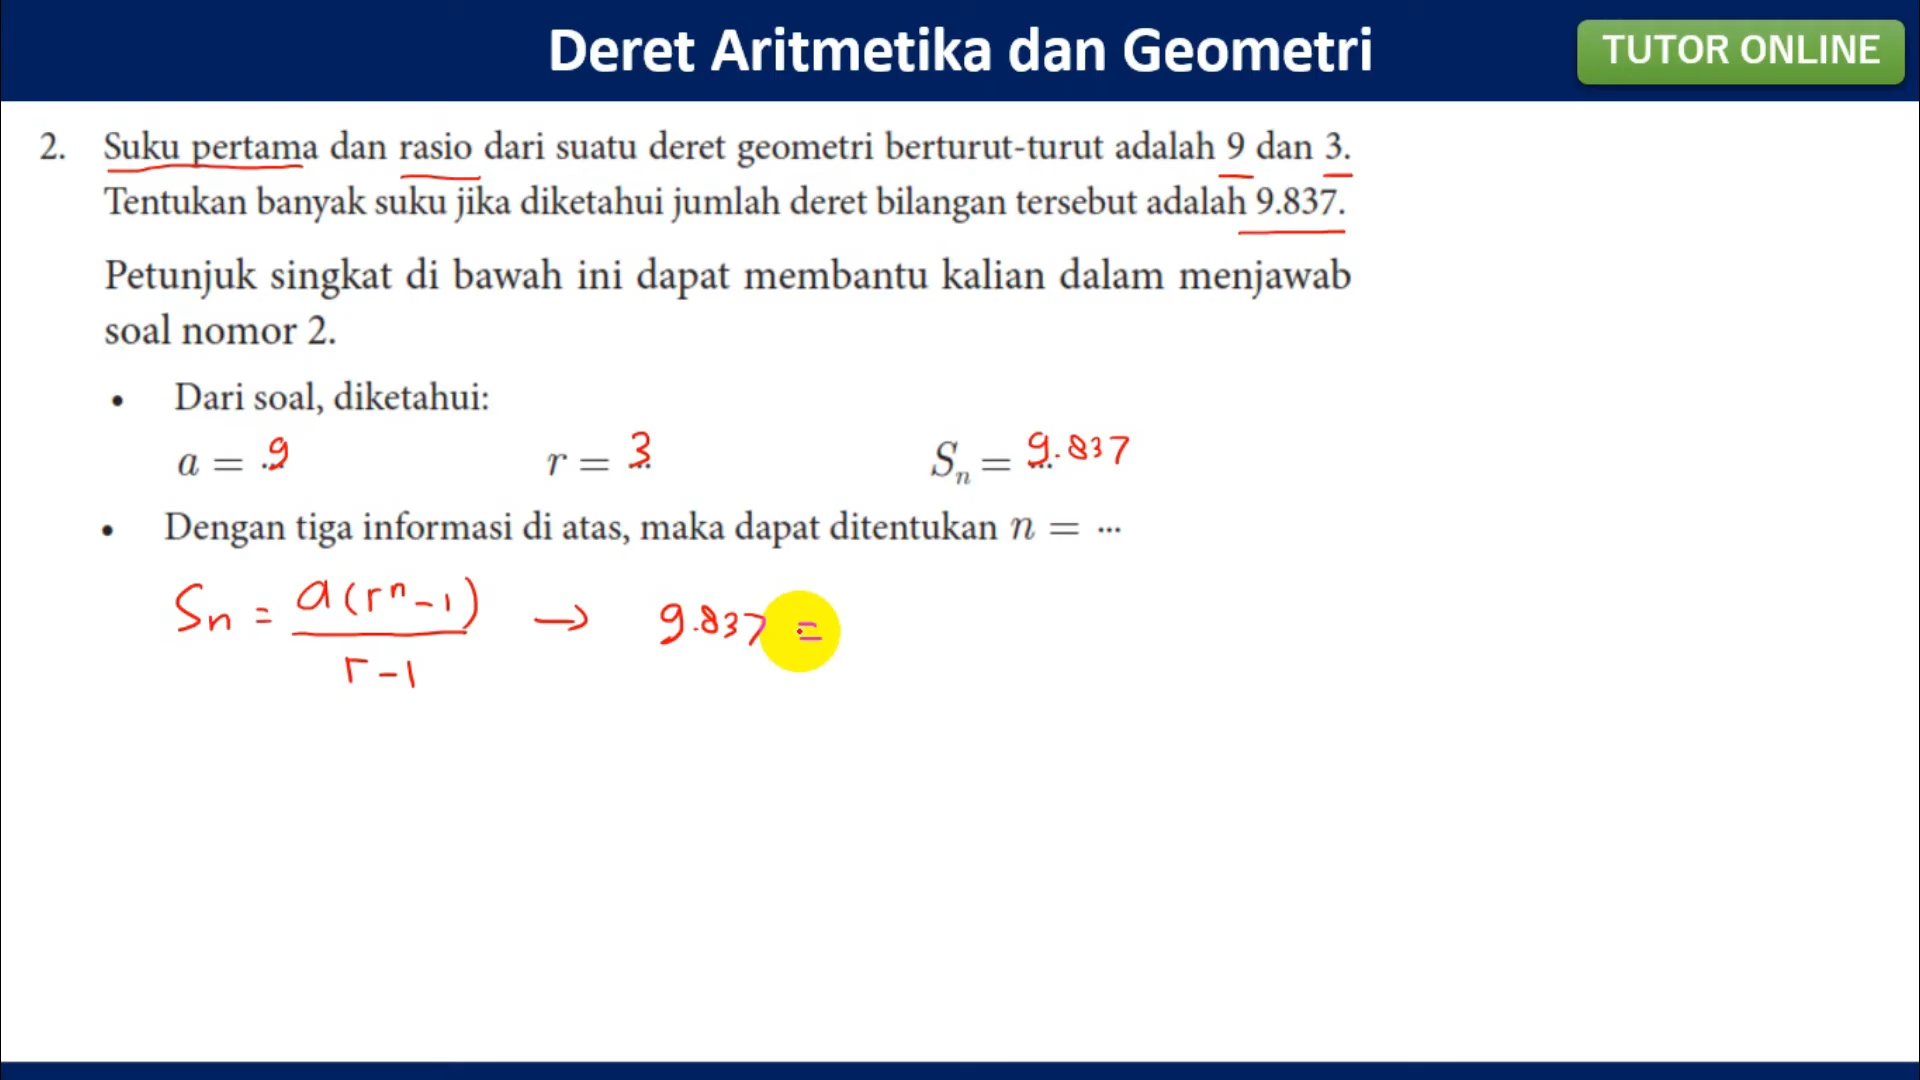 Deret Aritmetika dan Geometri
TUTOR ONLINE
2. Suku pertama dan rasio dari suatu deret geometri berturut-turut adalah 9 dan 3.
Tentukan banyak suku jika diketahui jumlah deret bilangan tersebut adalah 9.837.
Petunjuk singkat di bawah ini dapat membantu kalian dalam menjawab
soal nomor 2.
• Dari soal, diketahui:
a = ... 9 r = ... 3 Sₙ = ... 9.837
• Dengan tiga informasi di atas, maka dapat ditentukan n = ...
Sn = a(rⁿ-1) → 9.837 =
r-1